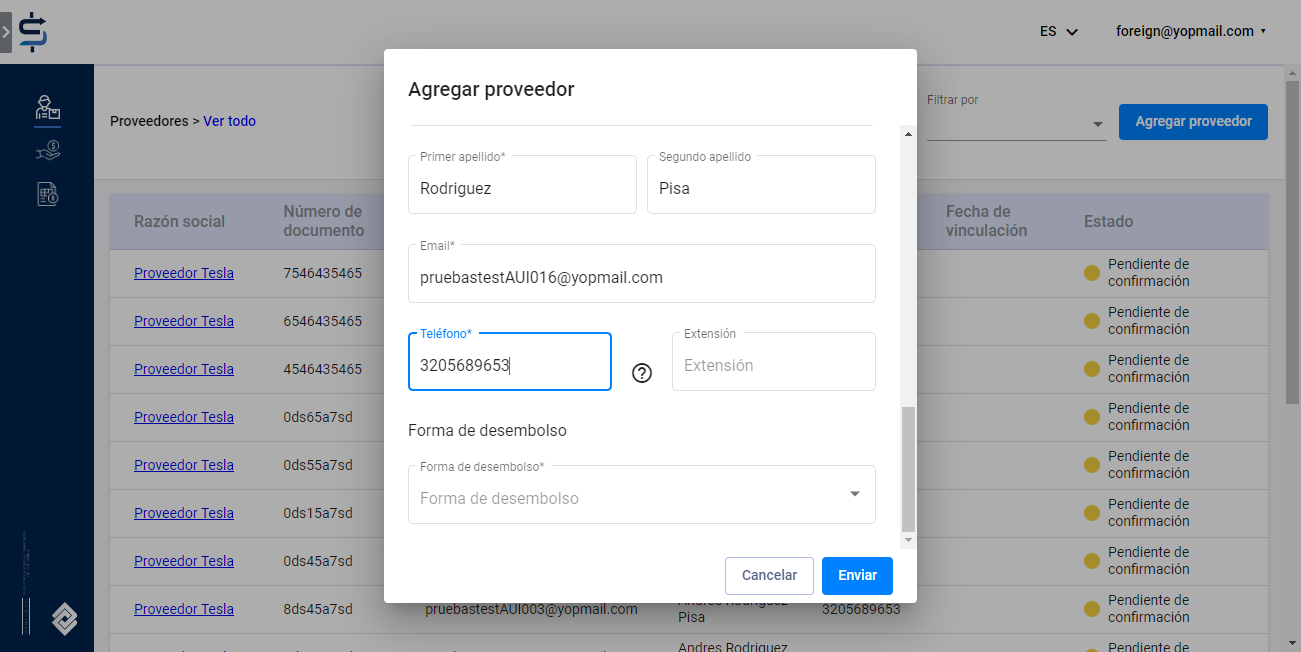 ES
foreign@yopmail.com
Agregar proveedor
Proveedores > Ver todo
Filtrar por
Agregar proveedor
Primer apellido*
Rodriguez
Segundo apellido
Pisa
Email*
pruebastestAUI016@yopmail.com
Teléfono*
3205689653
Extensión
Extensión
Forma de desembolso
Forma de desembolso*
Forma de desembolso
Cancelar
Enviar
Razón social
Número de
documento
Fecha de
vinculación
Estado
Proveedor Tesla
7546435465
Pendiente de
confirmación
Proveedor Tesla
6546435465
Pendiente de
confirmación
Proveedor Tesla
4546435465
Pendiente de
confirmación
Proveedor Tesla
0ds65a7sd
Pendiente de
confirmación
Proveedor Tesla
0ds55a7sd
Pendiente de
confirmación
Proveedor Tesla
0ds15a7sd
Pendiente de
confirmación
Proveedor Tesla
0ds45a7sd
Pendiente de
confirmación
Proveedor Tesla
8ds45a7sd
pruebastestAUI003@yopmail.com
Andres Rodriguez
Pisa
3205689653
Pendiente de
confirmación
Andres Rodriguez
Pendiente de